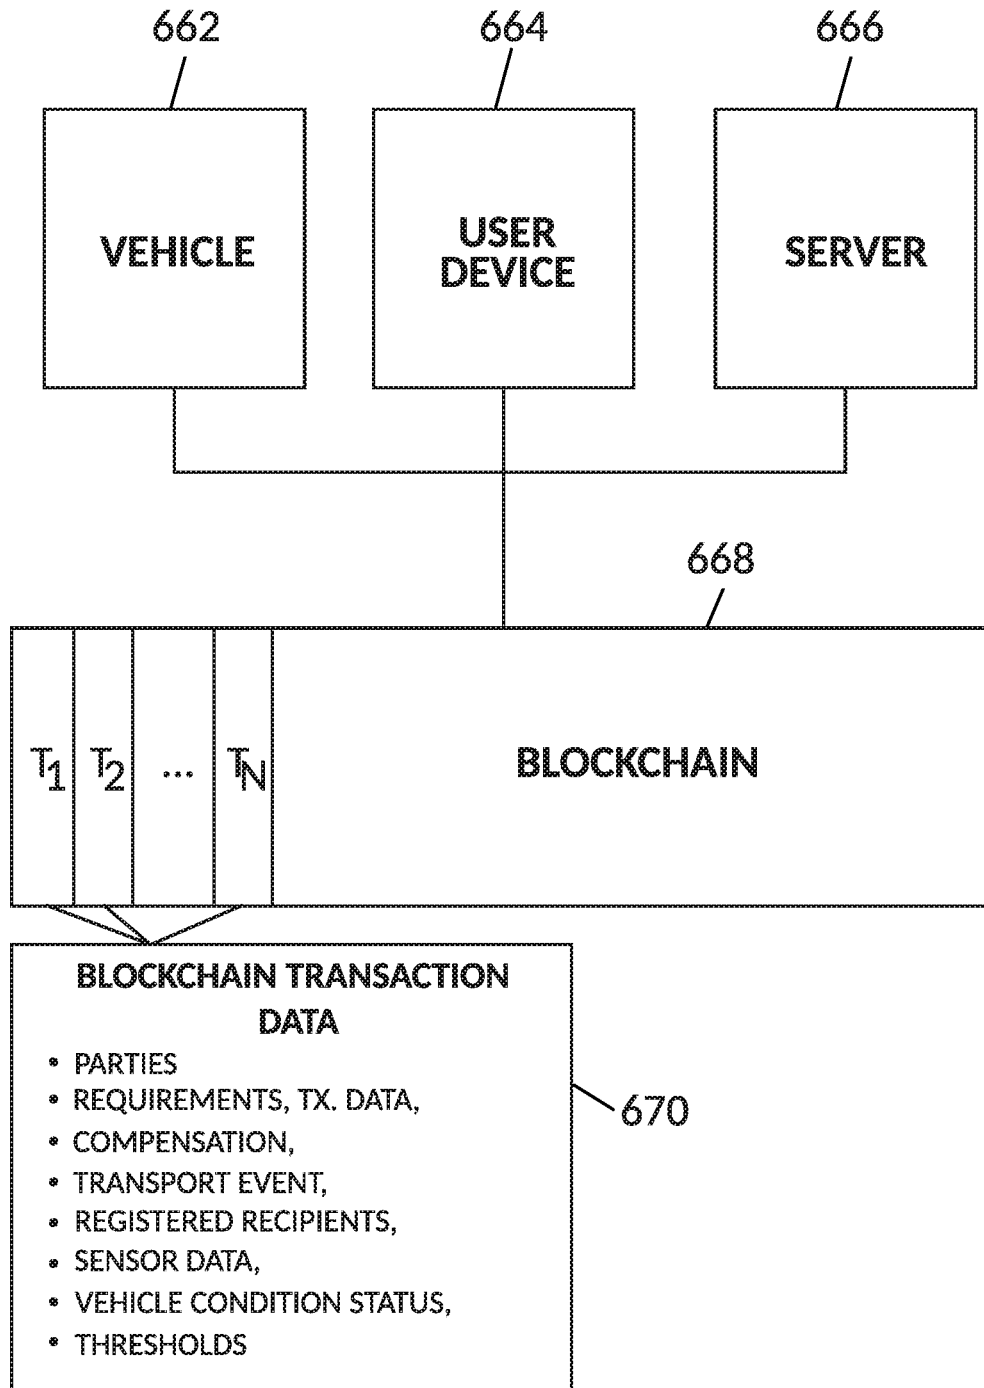 662
664
666
VEHICLE
USER
DEVICE
SERVER
668
T1
T2
...
TN
BLOCKCHAIN
BLOCKCHAIN TRANSACTION
DATA
• PARTIES
• REQUIREMENTS, TX. DATA,
• COMPENSATION,
• TRANSPORT EVENT,
• REGISTERED RECIPIENTS,
• SENSOR DATA,
• VEHICLE CONDITION STATUS,
• THRESHOLDS
670